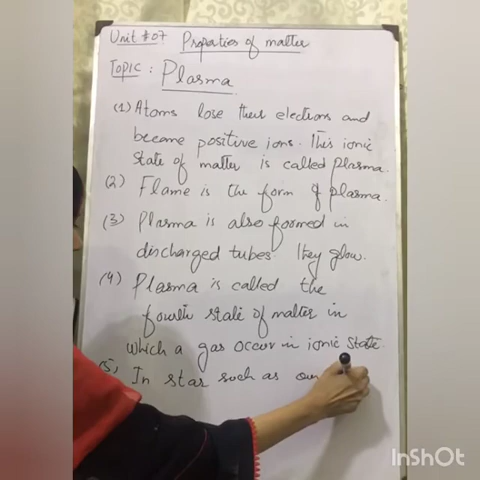 Unit #07 Properties of matter
Topic : Plasma
(1) Atoms lose their electrons and
become positive ions. This ionic
state of matter is called plasma.
(2) Flame is the form of plasma.
(3) Plasma is also formed in
discharged tubes. They glow.
(4) Plasma is called the
fourth state of matter in
which a gas occur in ionic state.
(5) In star such as our
InShOt